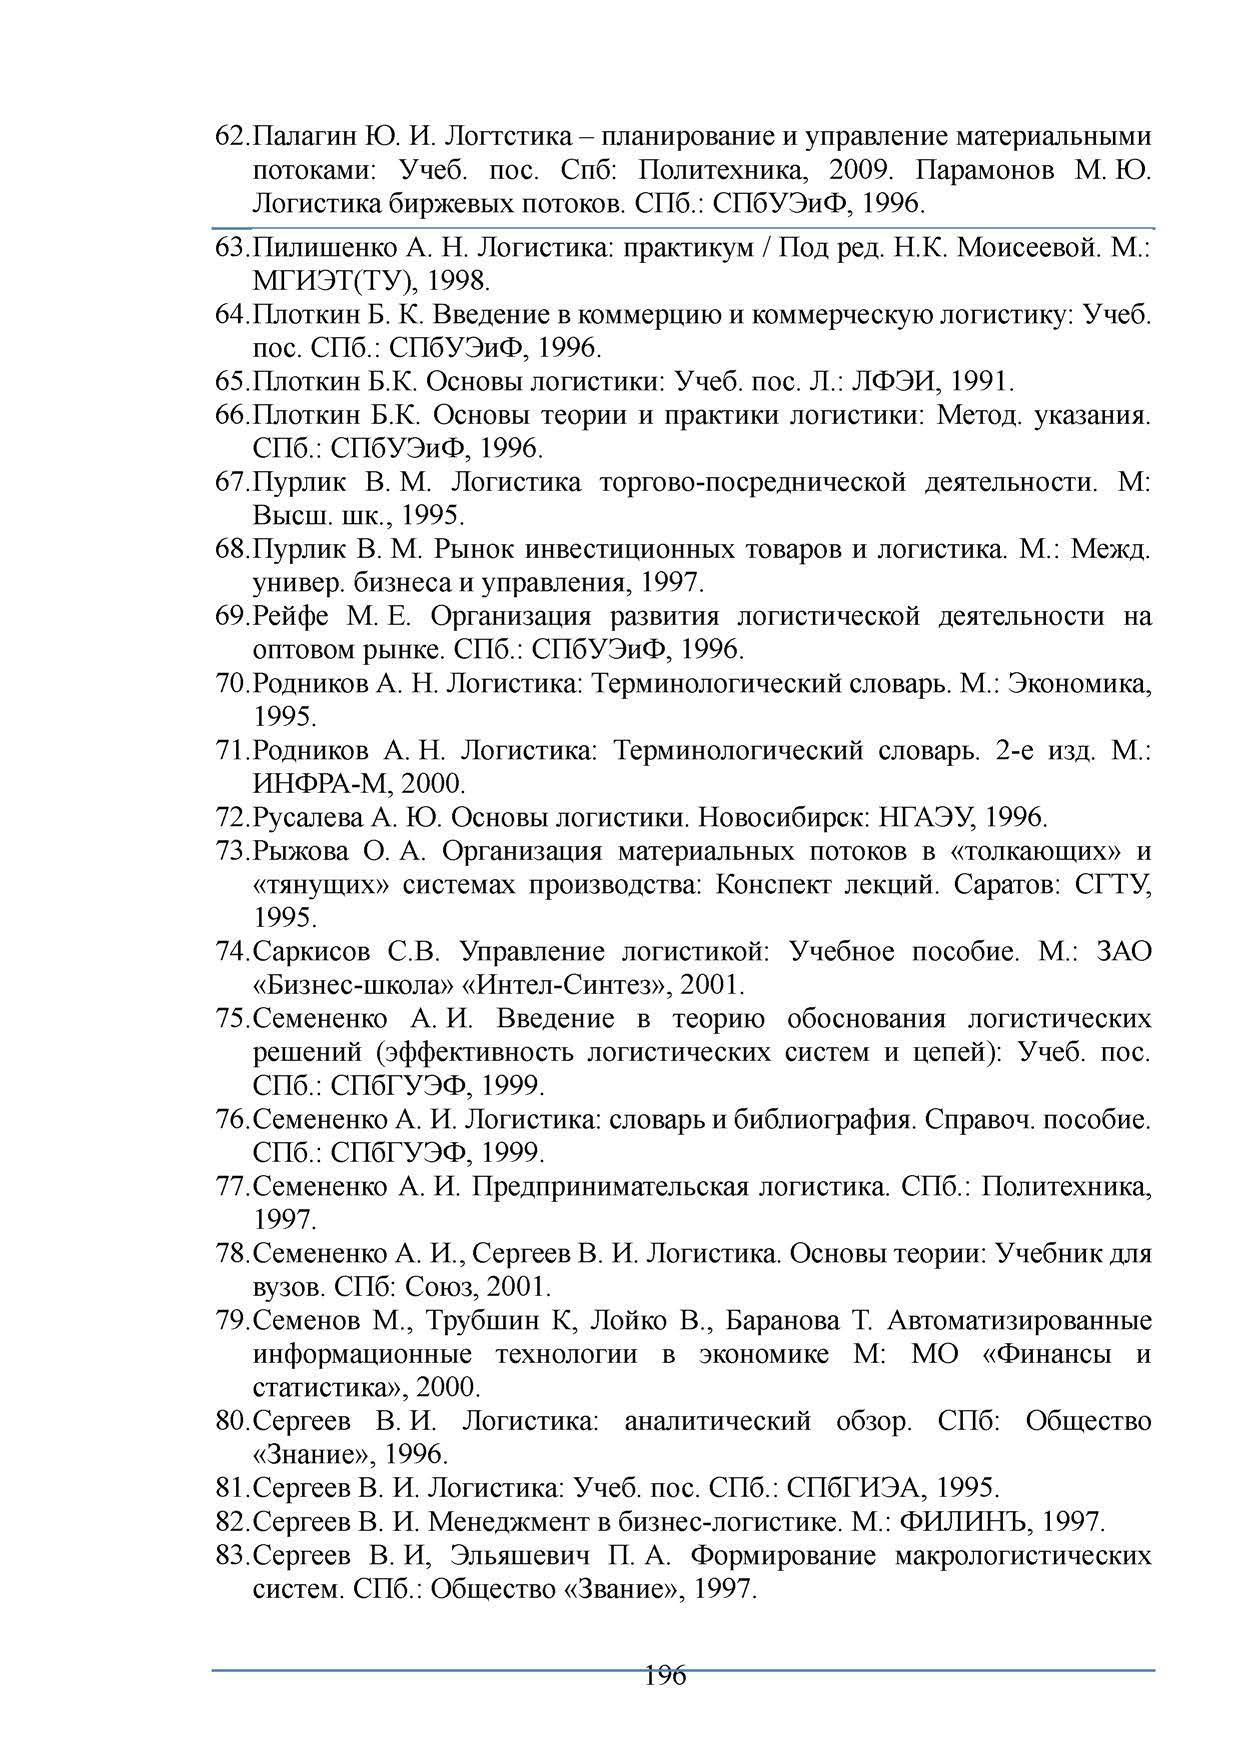 62.Палагин Ю. И. Логтстика – планирование и управление материальными
потоками: Учеб. пос. Спб: Политехника, 2009. Парамонов М. Ю.
Логистика биржевых потоков. СПб.: СПбУЭиФ, 1996.
63.Пилишенко А. Н. Логистика: практикум / Под ред. Н.К. Моисеевой. М.:
МГИЭТ(ТУ), 1998.
64.Плоткин Б. К. Введение в коммерцию и коммерческую логистику: Учеб.
пос. СПб.: СПбУЭиФ, 1996.
65.Плоткин Б.К. Основы логистики: Учеб. пос. Л.: ЛФЭИ, 1991.
66.Плоткин Б.К. Основы теории и практики логистики: Метод. указания.
СПб.: СПбУЭиФ, 1996.
67.Пурлик В. М. Логистика торгово-посреднической деятельности. М:
Высш. шк., 1995.
68.Пурлик В. М. Рынок инвестиционных товаров и логистика. М.: Межд.
универ. бизнеса и управления, 1997.
69.Рейфе М. Е. Организация развития логистической деятельности на
оптовом рынке. СПб.: СПбУЭиФ, 1996.
70.Родников А. Н. Логистика: Терминологический словарь. М.: Экономика,
1995.
71.Родников А. Н. Логистика: Терминологический словарь. 2-е изд. М.:
ИНФРА-М, 2000.
72.Русалева А. Ю. Основы логистики. Новосибирск: НГАЭУ, 1996.
73.Рыжова О. А. Организация материальных потоков в «толкающих» и
«тянущих» системах производства: Конспект лекций. Саратов: СГТУ,
1995.
74.Саркисов С.В. Управление логистикой: Учебное пособие. М.: ЗАО
«Бизнес-школа» «Интел-Синтез», 2001.
75.Семененко А. И. Введение в теорию обоснования логистических
решений (эффективность логистических систем и цепей): Учеб. пос.
СПб.: СПбГУЭФ, 1999.
76.Семененко А. И. Логистика: словарь и библиография. Справоч. пособие.
СПб.: СПбГУЭФ, 1999.
77.Семененко А. И. Предпринимательская логистика. СПб.: Политехника,
1997.
78.Семененко А. И., Сергеев В. И. Логистика. Основы теории: Учебник для
вузов. СПб: Союз, 2001.
79.Семенов М., Трубшин К, Лойко В., Баранова Т. Автоматизированные
информационные технологии в экономике М: МО «Финансы и
статистика», 2000.
80.Сергеев В. И. Логистика: аналитический обзор. СПб: Общество
«Знание», 1996.
81.Сергеев В. И. Логистика: Учеб. пос. СПб.: СПбГИЭА, 1995.
82.Сергеев В. И. Менеджмент в бизнес-логистике. М.: ФИЛИНЪ, 1997.
83.Сергеев В. И, Эльяшевич П. А. Формирование макрологистических
систем. СПб.: Общество «Звание», 1997.
196